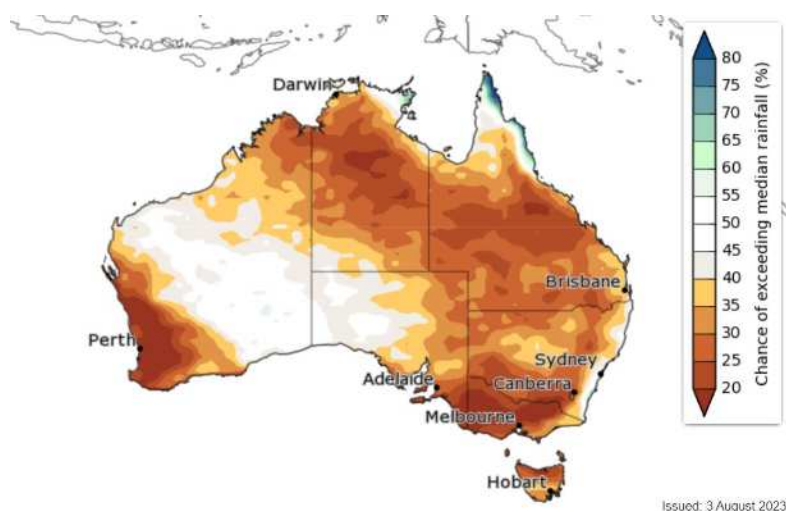 Darwin
Brisbane
Perth
Sydney
Adelaide
Canberra
Melbourne
Hobart
80
75
70
65
60
55
50
45
40
35
30
25
20
Chance of exceeding median rainfall (%)
Issued: 3 August 2023